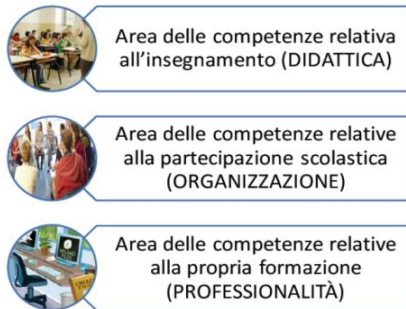 Area delle competenze relativa
all'insegnamento (DIDATTICA)
Area delle competenze relative
alla partecipazione scolastica
(ORGANIZZAZIONE)
Area delle competenze relative
alla propria formazione
(PROFESSIONALITÀ)